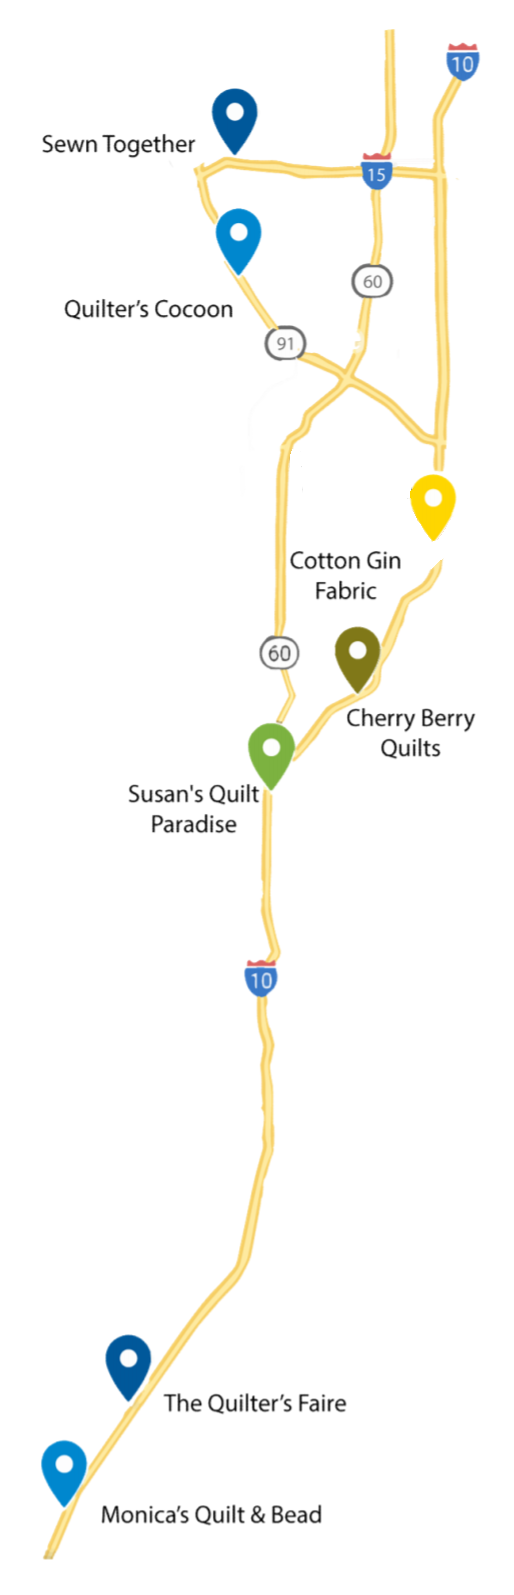 10
Sewn Together
15
60
Quilter’s Cocoon
91
Cotton Gin
Fabric
60
Cherry Berry
Quilts
Susan's Quilt
Paradise
10
The Quilter’s Faire
Monica’s Quilt & Bead